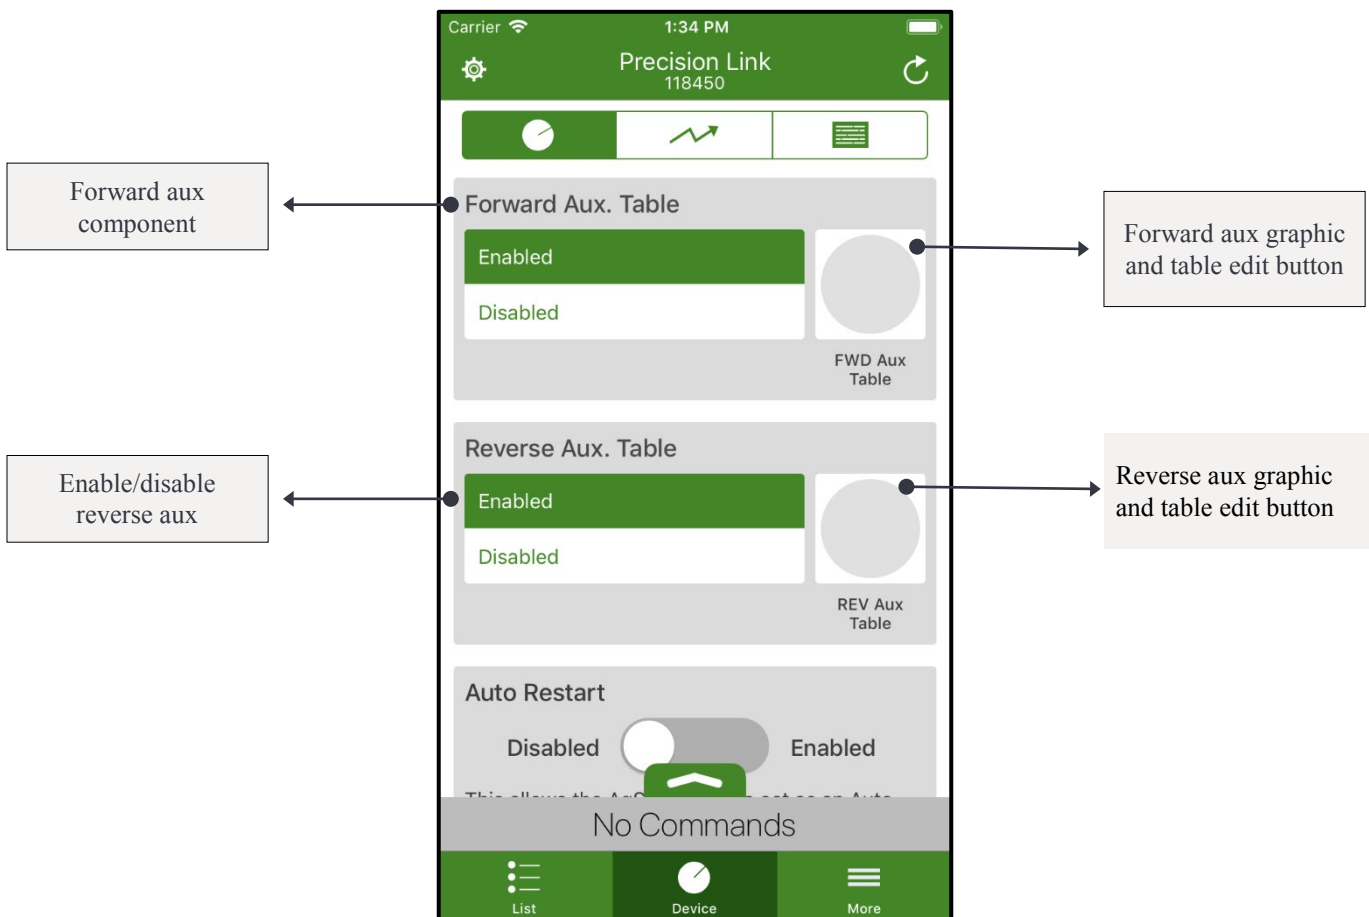 Carrier
1:34 PM
Precision Link
118450
Forward aux
component
Forward Aux. Table
Enabled
Disabled
FWD Aux
Table
Forward aux graphic
and table edit button
Enable/disable
reverse aux
Reverse Aux. Table
Enabled
Disabled
REV Aux
Table
Reverse aux graphic
and table edit button
Auto Restart
Disabled
Enabled
No Commands
List
Device
More